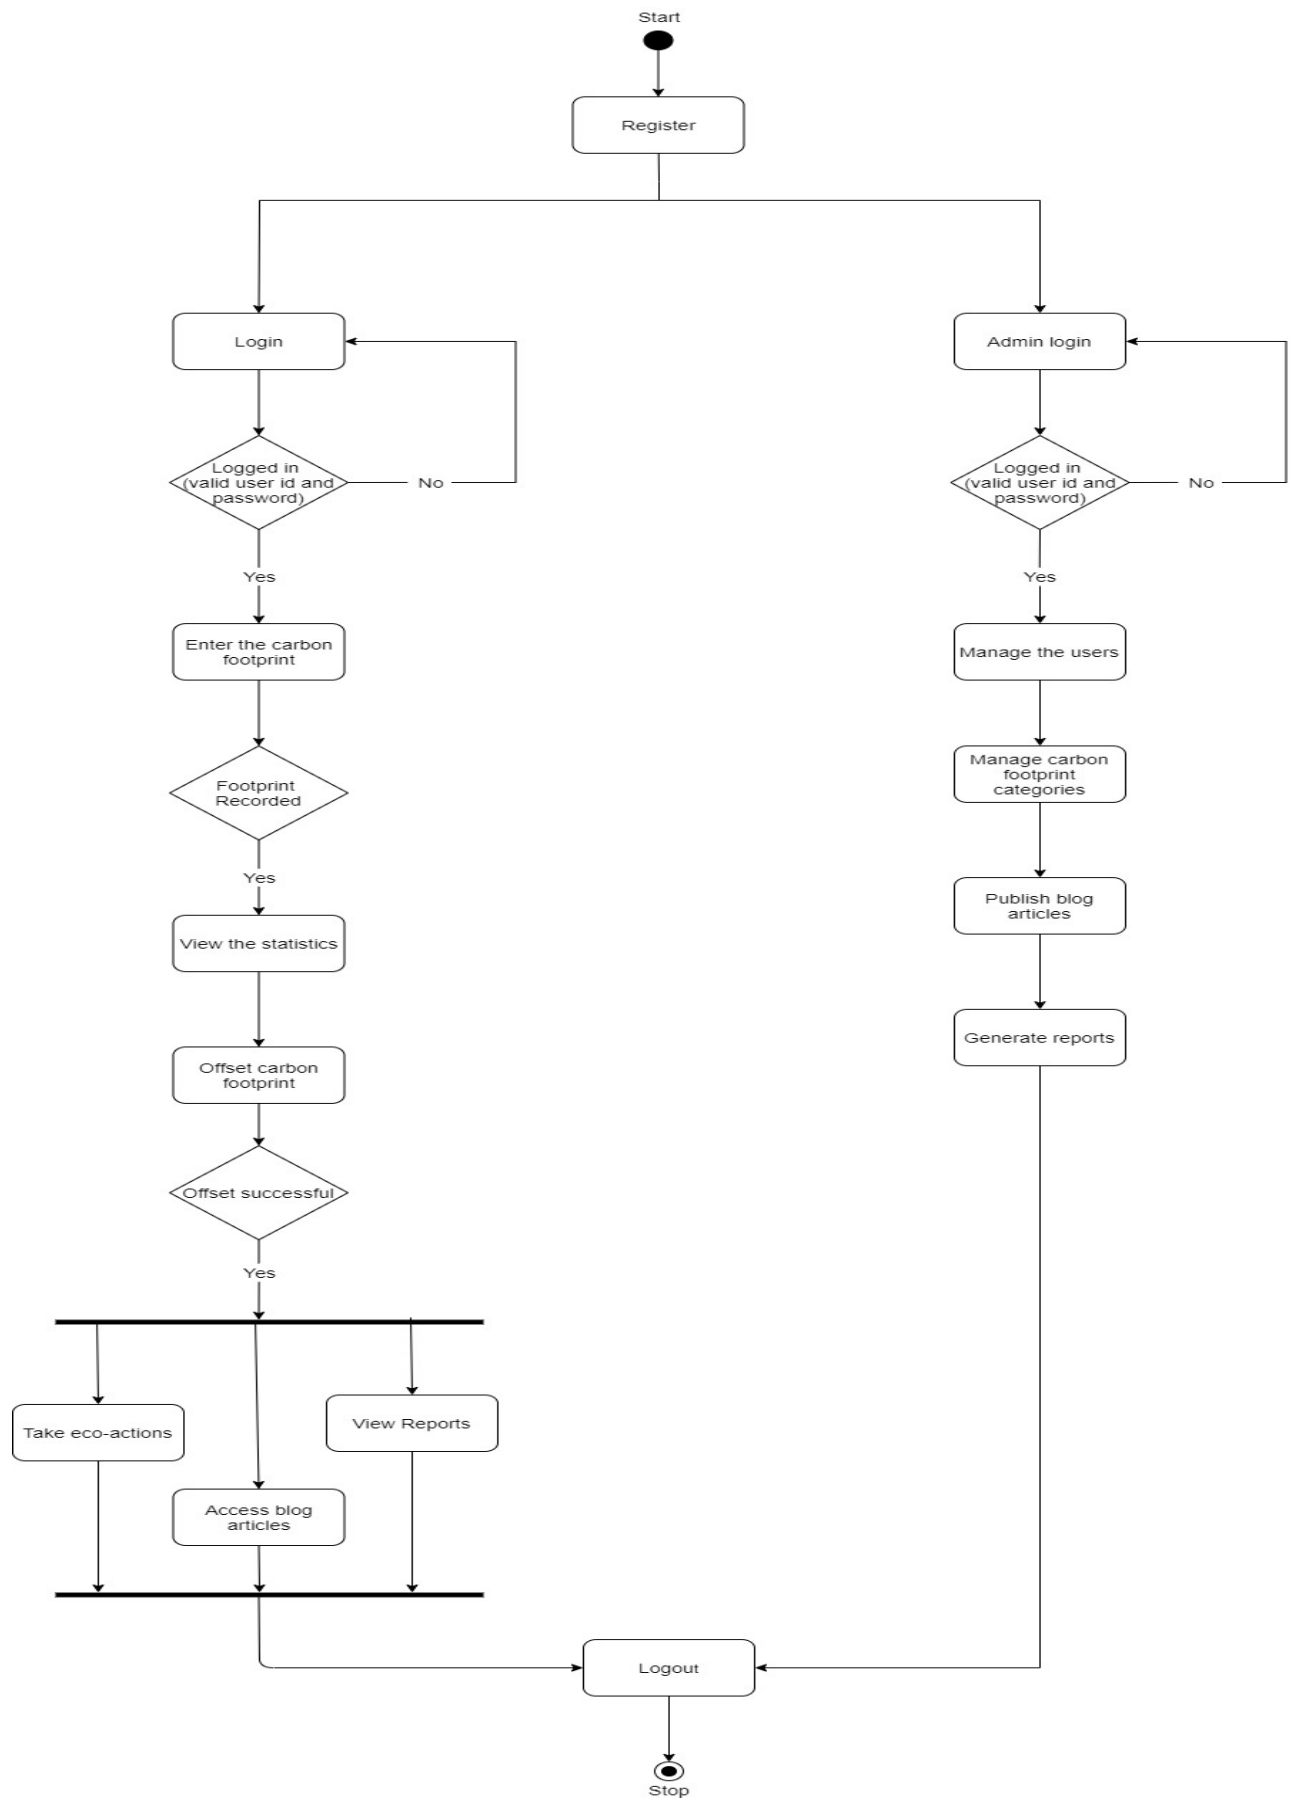 Start
Register
Login
Admin login
Logged in
(valid user id and
password)
No
Logged in
(valid user id and
password)
No
Yes
Yes
Enter the carbon
footprint
Manage the users
Footprint
Recorded
Manage carbon
footprint
categories
Yes
Publish blog
articles
View the statistics
Generate reports
Offset carbon
footprint
Offset successful
Yes
Take eco-actions
View Reports
Access blog
articles
Logout
Stop